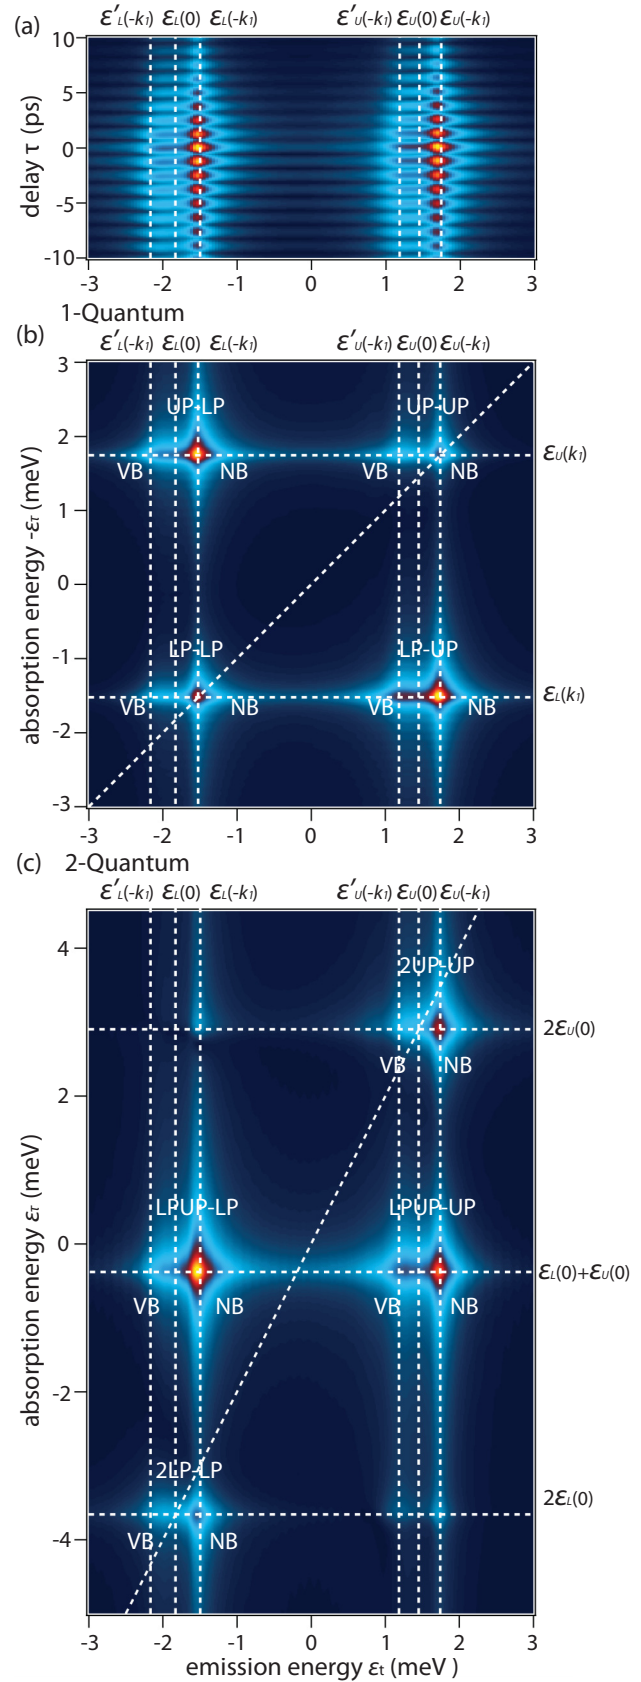 (a)
ε′L(-k1) εL(0) εL(-k1) ε′U(-k1) εU(0) εU(-k1)
delay τ (ps)
10
5
0
-5
-10
-3 -2 -1 0 1 2 3
1-Quantum
(b)
ε′L(-k1) εL(0) εL(-k1) ε′U(-k1) εU(0) εU(-k1)
absorption energy -ετ (meV)
3
2
1
0
-1
-2
-3
UP-LP UP-UP
VB NB VB NB
εU(k1)
LP-LP LP-UP
VB NB VB NB
εL(k1)
-3 -2 -1 0 1 2 3
(c) 2-Quantum
ε′L(-k1) εL(0) εL(-k1) ε′U(-k1) εU(0) εU(-k1)
absorption energy ετ (meV)
4
2
0
-2
-4
2UP-UP
2εU(0)
VB NB
LPUP-LP LPUP-UP
εL(0)+εU(0)
VB NB VB NB
2LP-LP
2εL(0)
VB NB
-3 -2 -1 0 1 2 3
emission energy εt (meV )